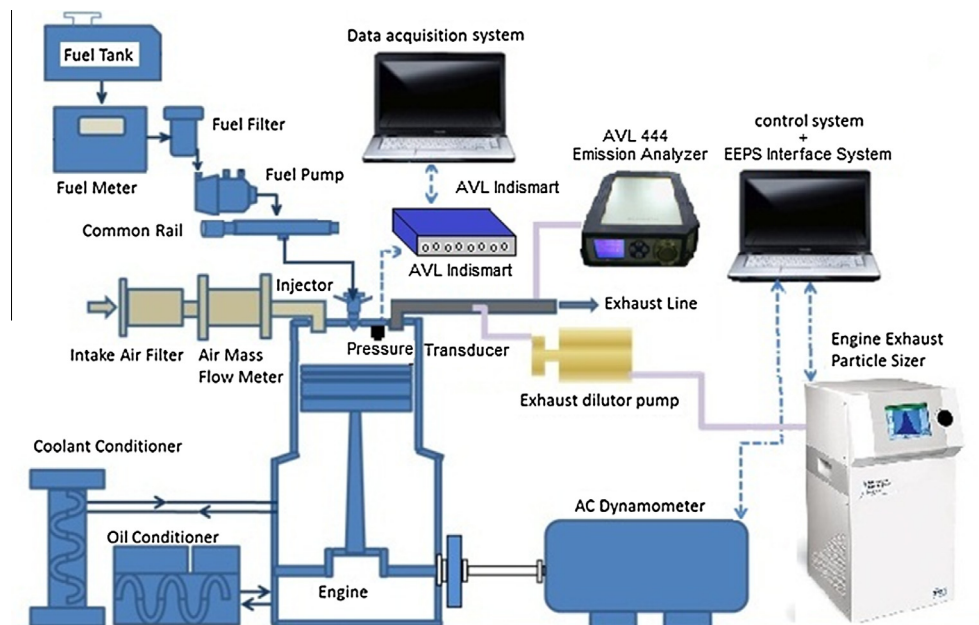 Data acquisition system
Fuel Tank
AVL 444
Emission Analyzer
control system
+
EEPS Interface System
Fuel Filter
Fuel Meter
Fuel Pump
AVL Indismart
Common Rail
AVL Indismart
Injector
Exhaust Line
Intake Air Filter
Air Mass
Flow Meter
Pressure Transducer
Engine Exhaust
Particle Sizer
Exhaust dilutor pump
Coolant Conditioner
AC Dynamometer
Oil Conditioner
Engine